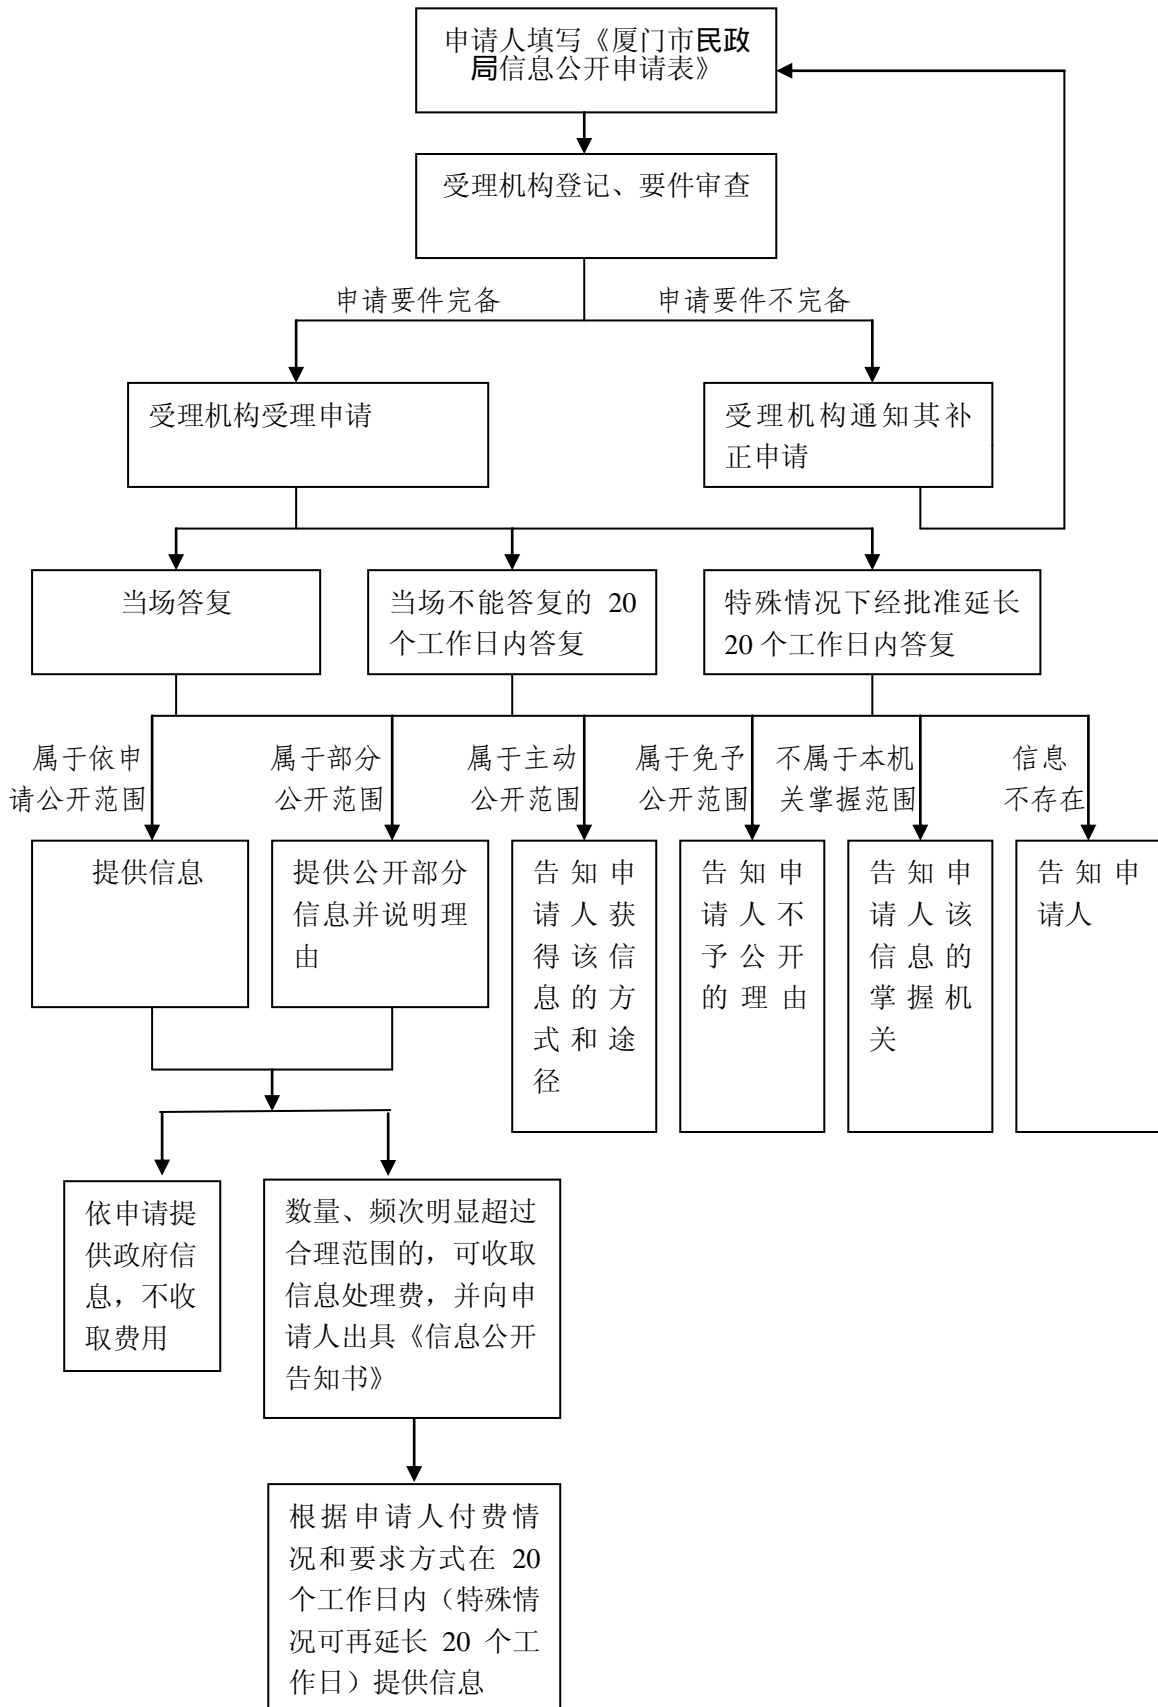 申请人填写《厦门市民政
局信息公开申请表》
受理机构登记、要件审查
申请要件完备
申请要件不完备
受理机构受理申请
受理机构通知其补
正申请
当场答复
当场不能答复的 20
个工作日内答复
特殊情况下经批准延长
20 个工作日内答复
属于依申
请公开范围
属于部分
公开范围
属于主动
公开范围
属于免予
公开范围
不属于本机
关掌握范围
信息
不存在
提供信息
提供公开部分
信息并说明理
由
告知申
请人获
得该信
息的方
式和途
径
告知申
请人不
予公开
的理由
告知申
请人该
信息的
掌握机
关
告知申
请人
依申请提
供政府信
息，不收
取费用
数量、频次明显超过
合理范围的，可收取
信息处理费，并向申
请人出具《信息公开
告知书》
根据申请人付费情
况和要求方式在 20
个工作日内（特殊情
况可再延长 20 个工
作日）提供信息